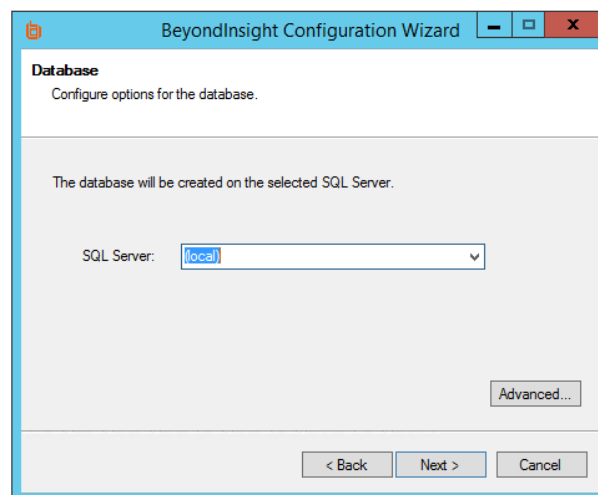 BeyondInsight Configuration Wizard
Database
Configure options for the database.
The database will be created on the selected SQL Server.
SQL Server: (local)
Advanced...
< Back Next > Cancel